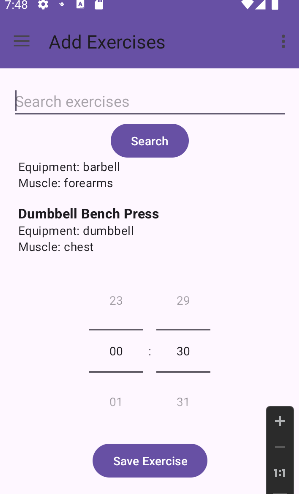 7:48
Add Exercises
Search exercises
Search
Equipment: barbell
Muscle: forearms
Dumbbell Bench Press
Equipment: dumbbell
Muscle: chest
23 29
00 : 30
01 31
Save Exercise
1:1